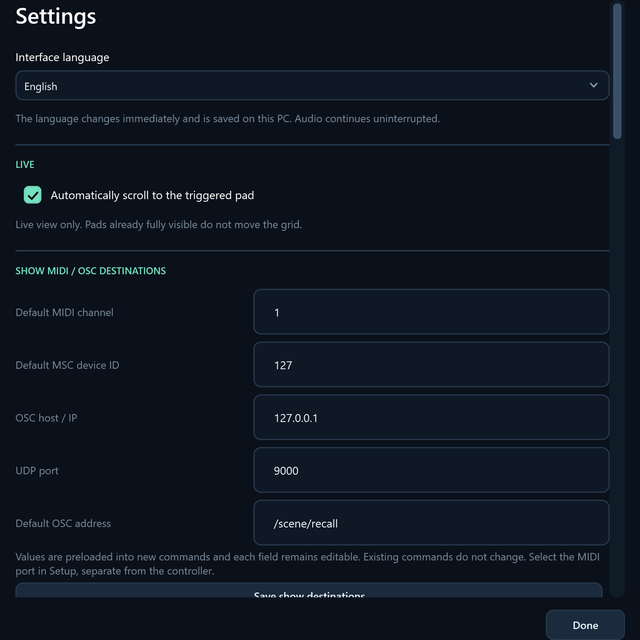 Settings
Interface language
English
The language changes immediately and is saved on this PC. Audio continues uninterrupted.
LIVE
Automatically scroll to the triggered pad
Live view only. Pads already fully visible do not move the grid.
SHOW MIDI / OSC DESTINATIONS
Default MIDI channel
1
Default MSC device ID
127
OSC host / IP
127.0.0.1
UDP port
9000
Default OSC address
/scene/recall
Values are preloaded into new commands and each field remains editable. Existing commands do not change. Select the MIDI
port in Setup, separate from the controller.
Save show destinations
Done